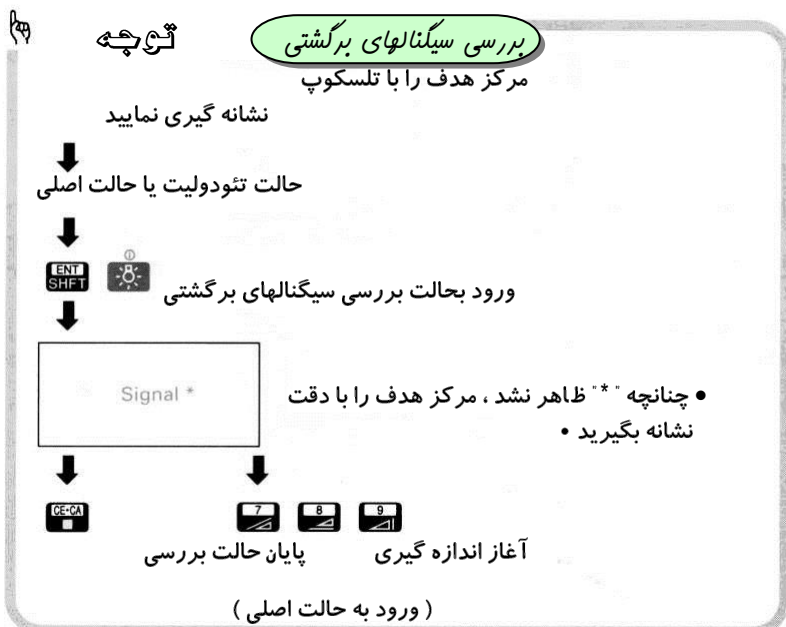 توجه
بررسی سیگنالهای برگشتی
مرکز هدف را با تلسکوپ
نشانه گیری نمایید
حالت تئودولیت یا حالت اصلی
ENT
SHFT
ورود بحالت بررسی سیگنالهای برگشتی
Signal *
• چنانچه "*" ظاهر نشد ، مرکز هدف را با دقت
نشانه بگیرید •
CE-CA
7 8 9
آغاز اندازه گیری پایان حالت بررسی
( ورود به حالت اصلی )